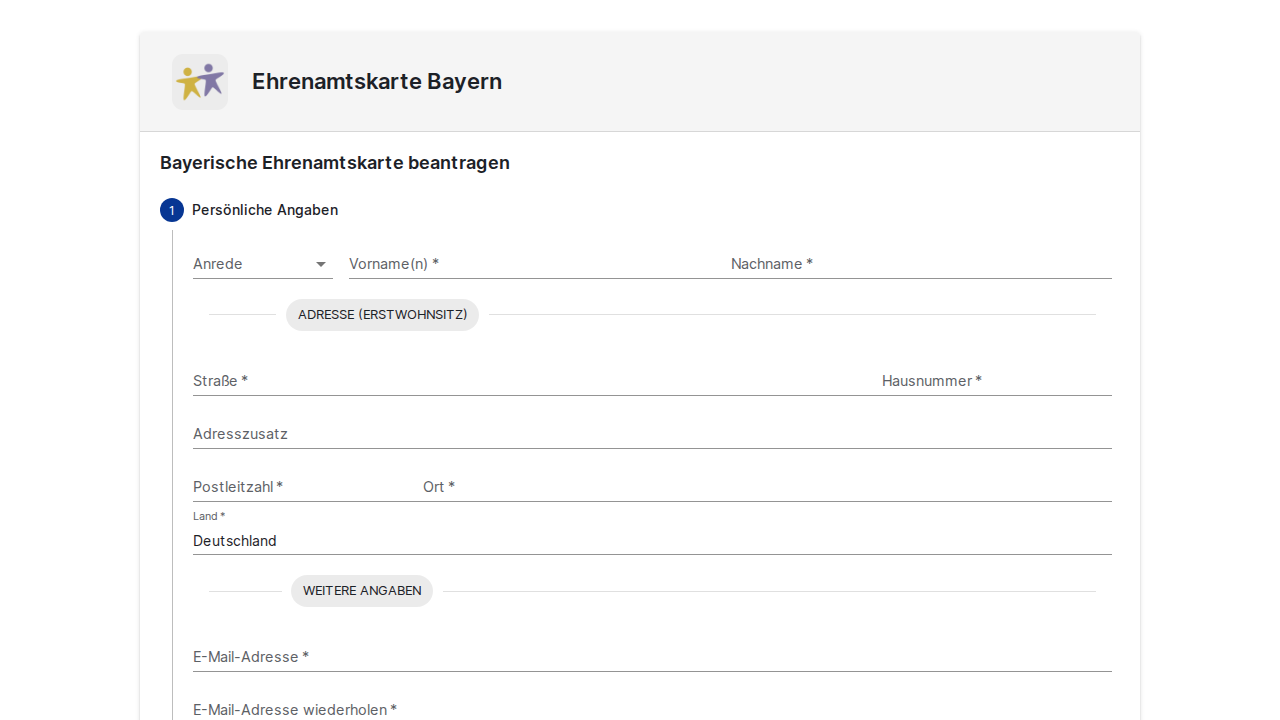 Ehrenamtskarte Bayern
Bayerische Ehrenamtskarte beantragen
1 Persönliche Angaben
Anrede Vorname(n) * Nachname *
ADRESSE (ERSTWOHNSITZ)
Straße * Hausnummer *
Adresszusatz
Postleitzahl * Ort *
Land *
Deutschland
WEITERE ANGABEN
E-Mail-Adresse *
E-Mail-Adresse wiederholen *